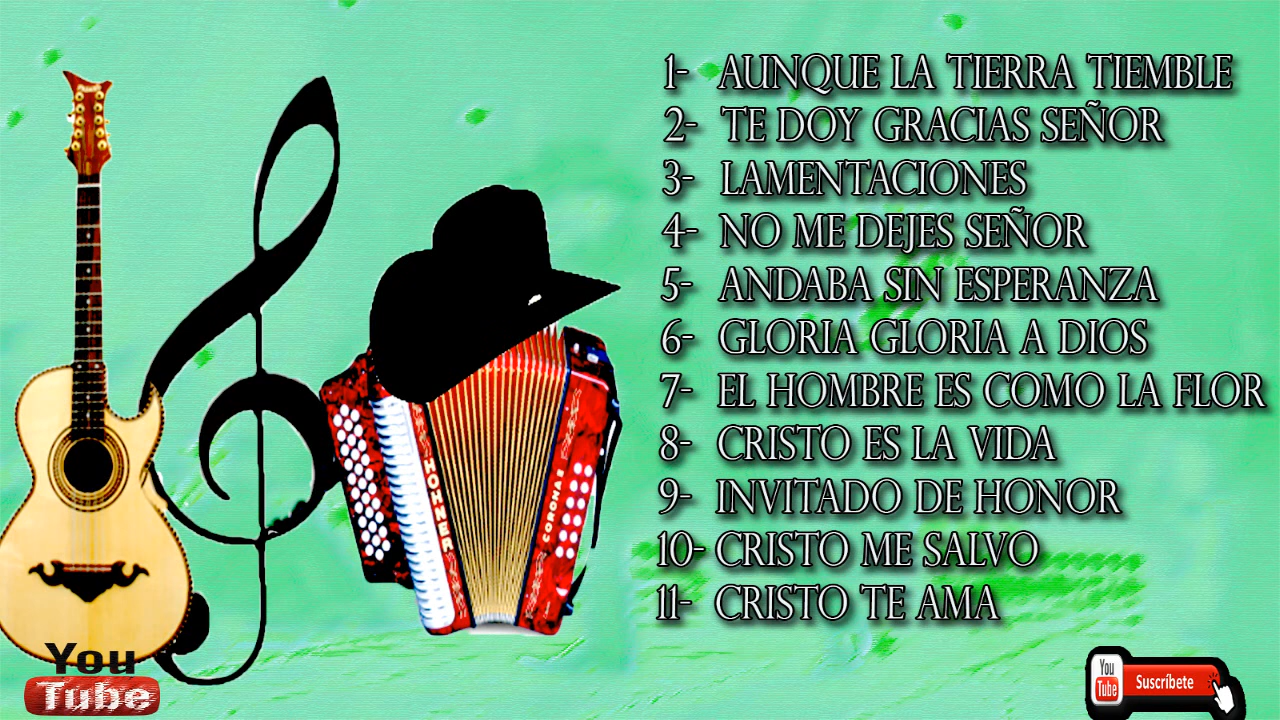 1- AUNQUE LA TIERRA TIEMBLE
2- TE DOY GRACIAS SEÑOR
3- LAMENTACIONES
4- NO ME DEJES SEÑOR
5- ANDABA SIN ESPERANZA
6- GLORIA GLORIA A DIOS
7- EL HOMBRE ES COMO LA FLOR
8- CRISTO ES LA VIDA
9- INVITADO DE HONOR
10- CRISTO ME SALVO
11- CRISTO TE AMA
HOHNER
CORONA II
You
Tube
You
Tube
Suscríbete